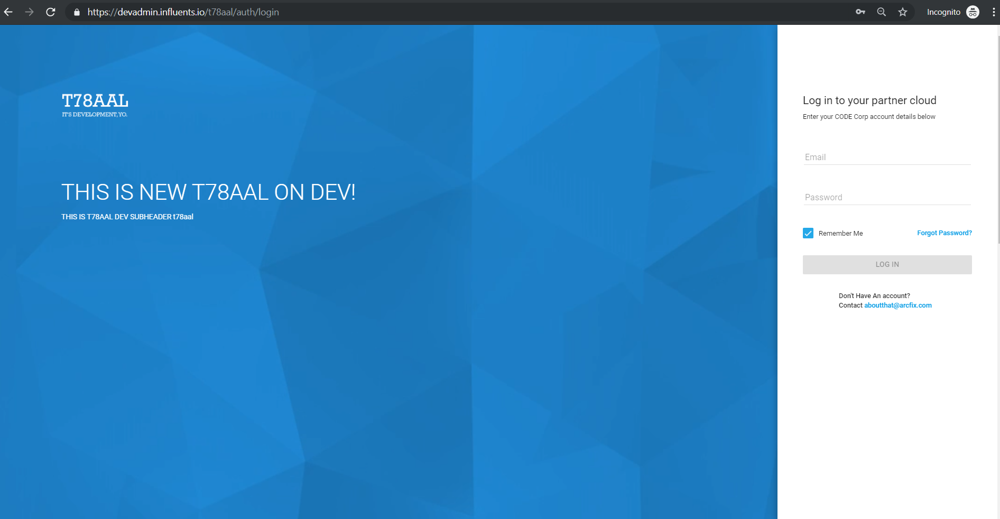 https://devadmin.influents.io/t78aal/auth/login
Incognito
T78AAL
IT'S DEVELOPMENT, YO.
THIS IS NEW T78AAL ON DEV!
THIS IS T78AAL DEV SUBHEADER t78aal
Log in to your partner cloud
Enter your CODE Corp account details below
Email
Password
Remember Me
Forgot Password?
LOG IN
Don't Have An account?
Contact aboutthat@arcfix.com